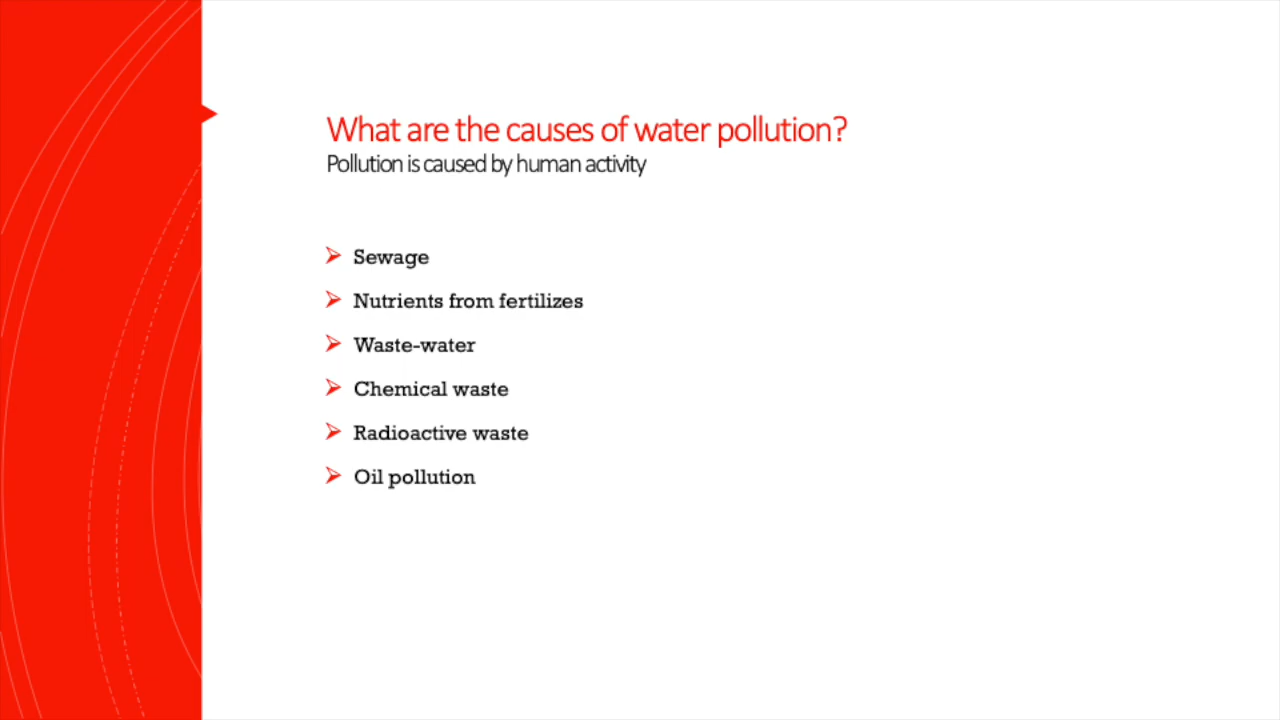 What are the causes of water pollution?
Pollution is caused by human activity
Sewage
Nutrients from fertilizes
Waste-water
Chemical waste
Radioactive waste
Oil pollution